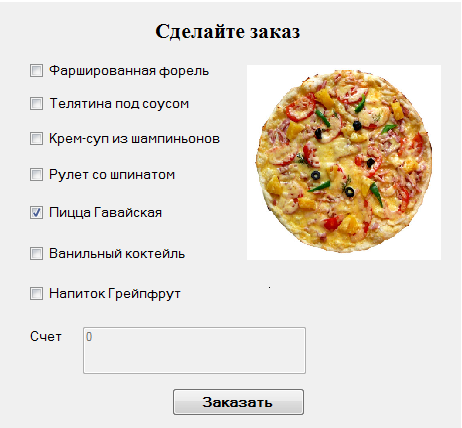 Сделайте заказ
Фаршированная форель
Телятина под соусом
Крем-суп из шампиньонов
Рулет со шпинатом
Пицца Гавайская
Ванильный коктейль
Напиток Грейпфрут
Счет 0
Заказать